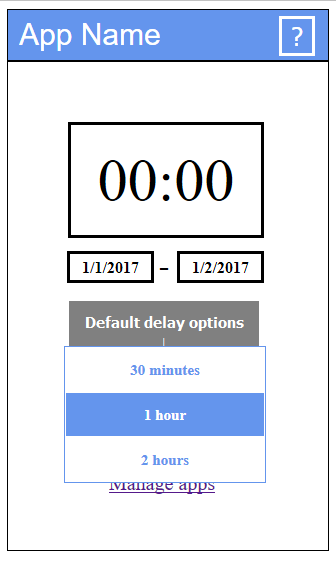 App Name ?
00:00
1/1/2017 – 1/2/2017
Default delay options
30 minutes
1 hour
2 hours
Manage apps